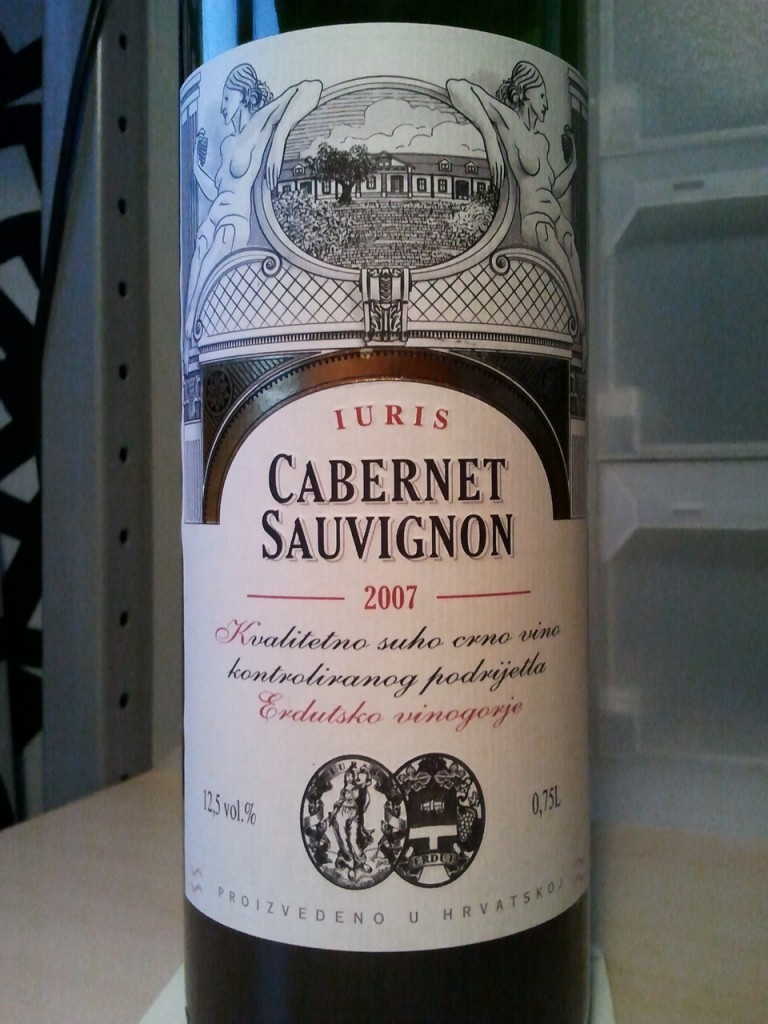 IURIS
CABERNET
SAUVIGNON
2007
Kvalitetno suho crno vino
kontroliranog podrijetla
Erdutsko vinogorje
12,5 vol.%
0,75L
ERDUT
PROIZVEDENO U HRVATSKOJ